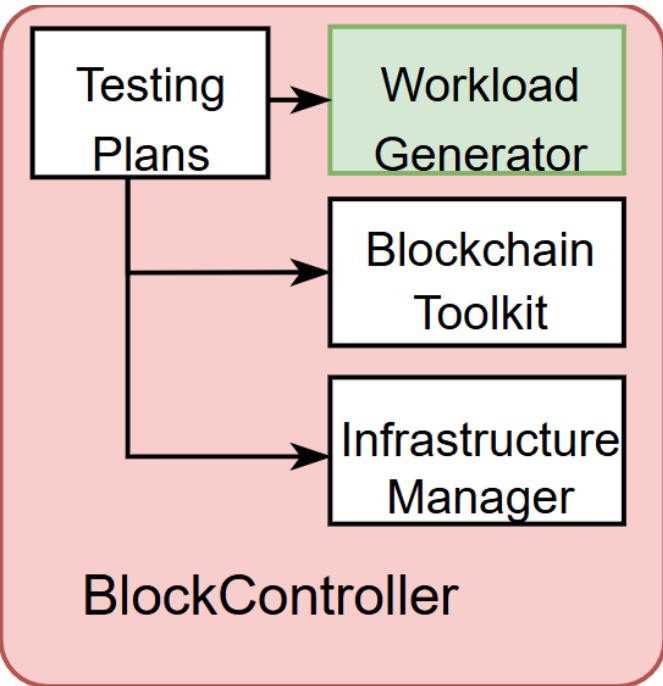 Testing
Plans
Workload
Generator
Blockchain
Toolkit
Infrastructure
Manager
BlockController